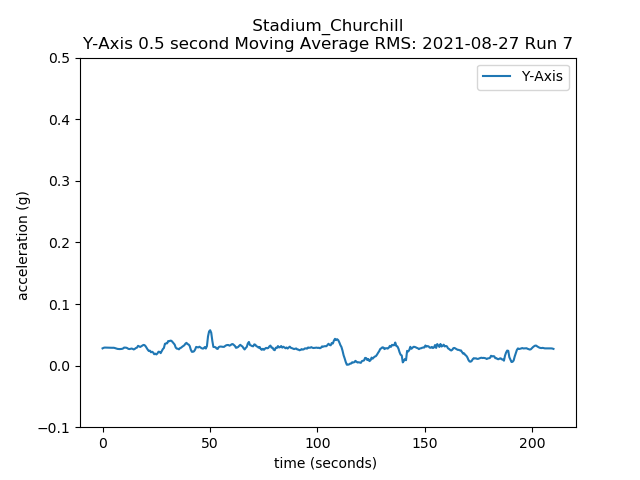 Stadium_Churchill
Y-Axis 0.5 second Moving Average RMS: 2021-08-27 Run 7
Y-Axis
acceleration (g)
0.5
0.4
0.3
0.2
0.1
0.0
−0.1
0
50
100
150
200
time (seconds)